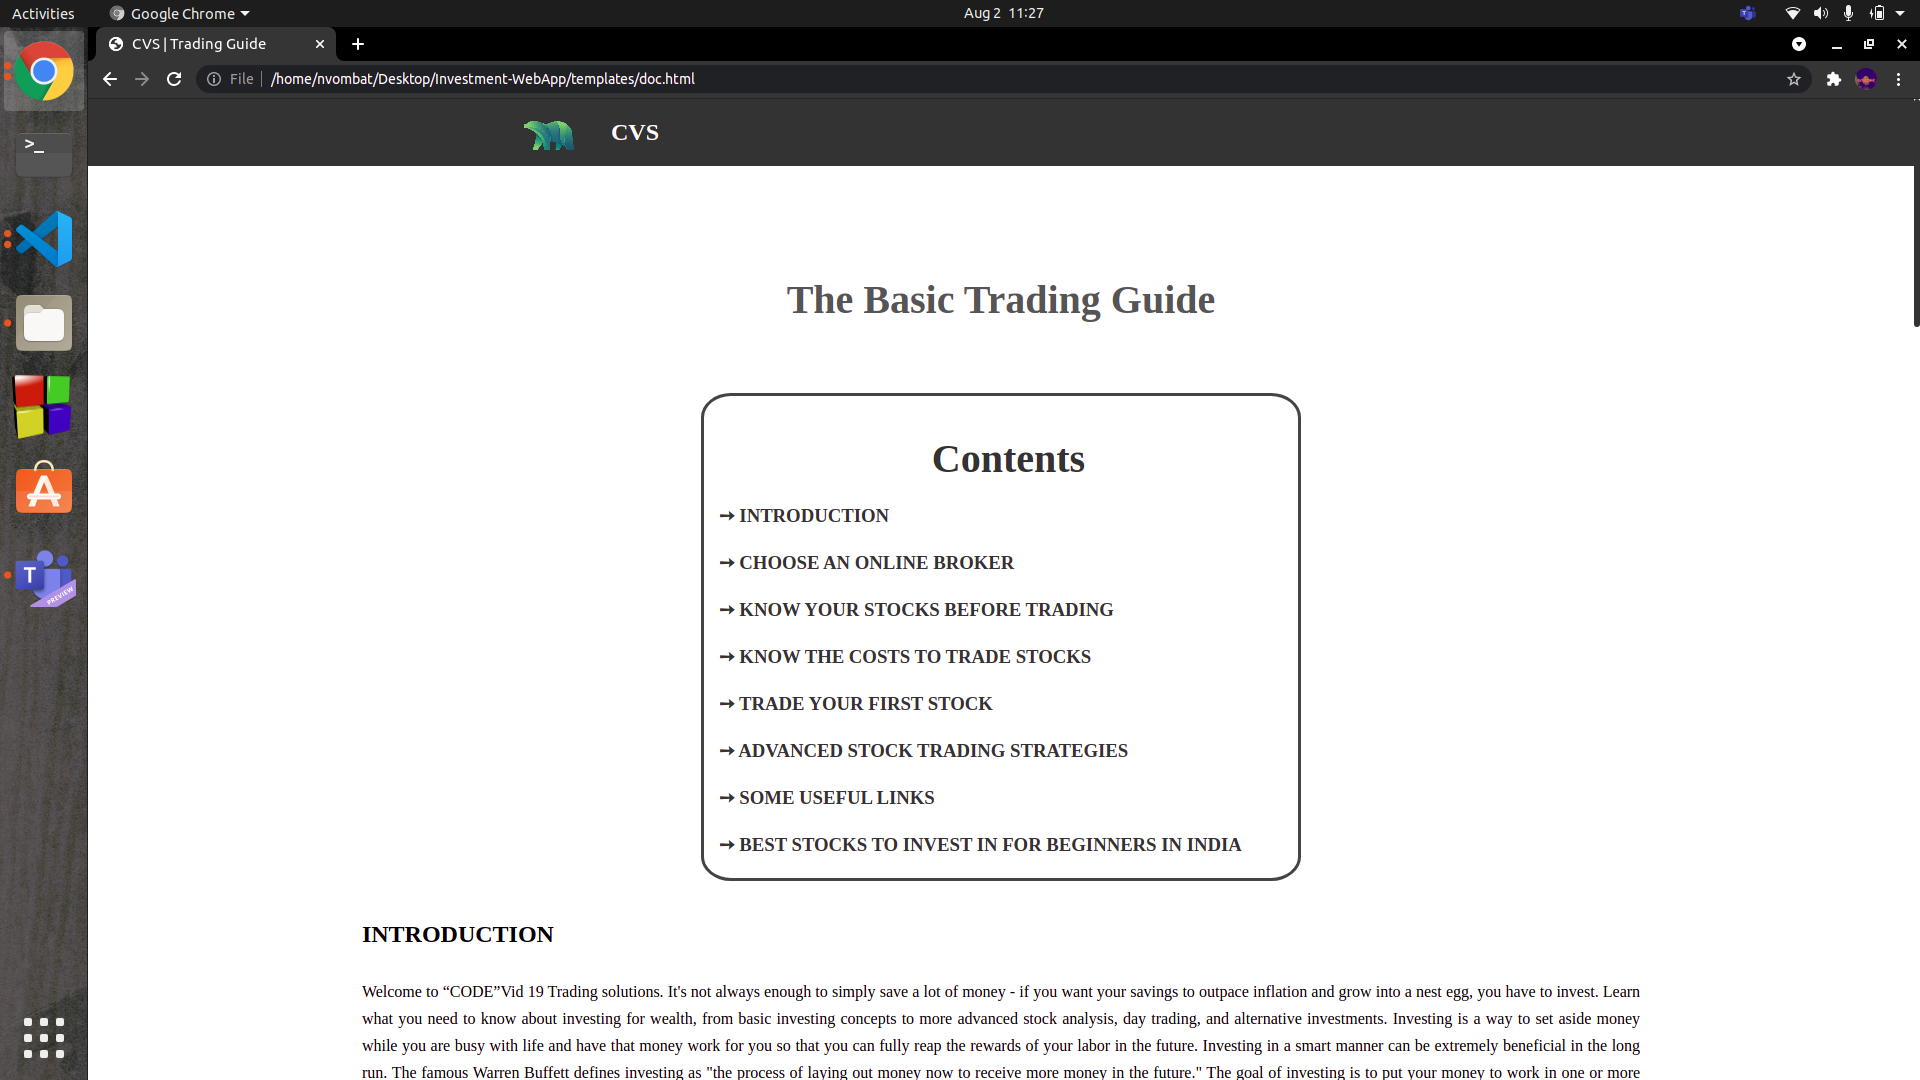 Activities
Google Chrome
Aug 2 11:27
CVS | Trading Guide
File
/home/nvombat/Desktop/Investment-WebApp/templates/doc.html
>_
CVS
The Basic Trading Guide
Contents
➙ INTRODUCTION
➙ CHOOSE AN ONLINE BROKER
➙ KNOW YOUR STOCKS BEFORE TRADING
➙ KNOW THE COSTS TO TRADE STOCKS
➙ TRADE YOUR FIRST STOCK
➙ ADVANCED STOCK TRADING STRATEGIES
➙ SOME USEFUL LINKS
➙ BEST STOCKS TO INVEST IN FOR BEGINNERS IN INDIA
T
PREVIEW
INTRODUCTION
Welcome to “CODE”Vid 19 Trading solutions. It's not always enough to simply save a lot of money - if you want your savings to outpace inflation and grow into a nest egg, you have to invest. Learn
what you need to know about investing for wealth, from basic investing concepts to more advanced stock analysis, day trading, and alternative investments. Investing is a way to set aside money
while you are busy with life and have that money work for you so that you can fully reap the rewards of your labor in the future. Investing in a smart manner can be extremely beneficial in the long
run. The famous Warren Buffett defines investing as "the process of laying out money now to receive more money in the future." The goal of investing is to put your money to work in one or more